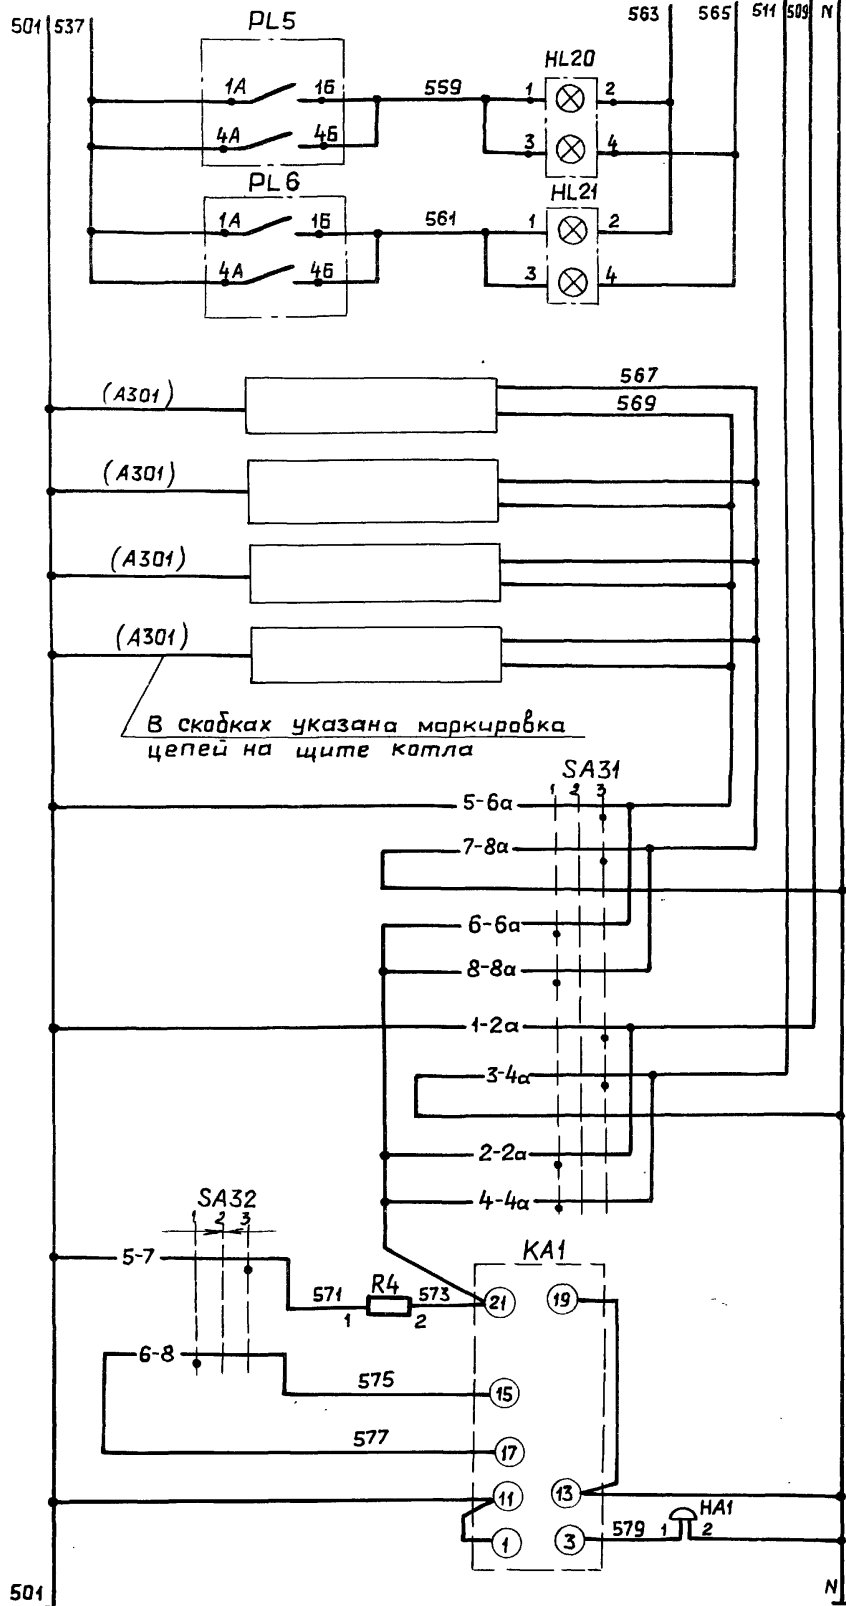 501 537 PL5 563 565 511 509 N
HL20
1А 1Б 559 1 2
4А 4Б 3 4
PL6 HL21
1А 1Б 561 1 2
4А 4Б 3 4
(А301) 567
569
(А301)
(А301)
(А301)
В скобках указана маркировка
цепей на щите котла
SA31
1 2 3
5-6а
7-8а
6-6а
8-8а
1-2а
3-4а
2-2а
4-4а
SA32
1 2 3
KA1
5-7
571 R4 573 21 19
1 2
6-8
575 15
577 17
11 13
HA1
1 3 579 1 2
501 N